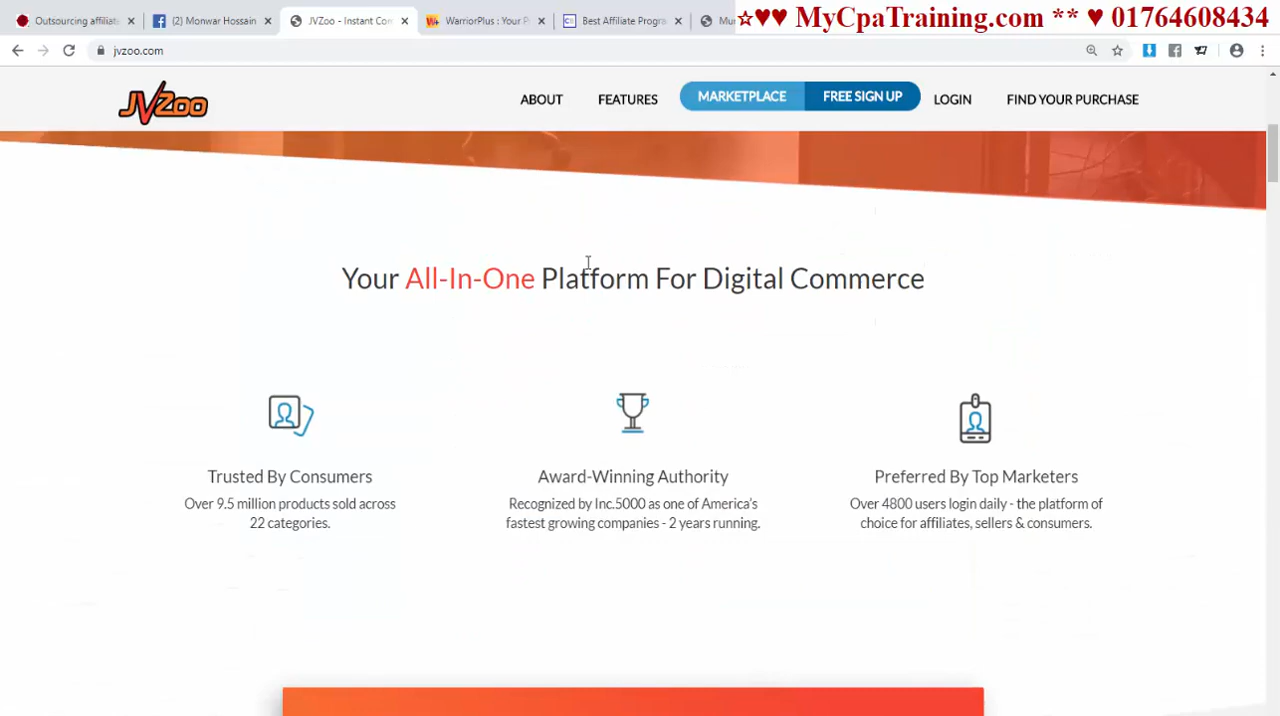 Outsourcing affiliate
(2) Monwar Hossain
JVZoo - Instant Com
WarriorPlus : Your P
Best Affiliate Progra
☆♥♥ MyCpaTraining.com ** ♥ 01764608434
jvzoo.com
JVZoo
ABOUT
FEATURES
MARKETPLACE
FREE SIGN UP
LOGIN
FIND YOUR PURCHASE
Your All-In-One Platform For Digital Commerce
Trusted By Consumers
Over 9.5 million products sold across
22 categories.
Award-Winning Authority
Recognized by Inc.5000 as one of America's
fastest growing companies - 2 years running.
Preferred By Top Marketers
Over 4800 users login daily - the platform of
choice for affiliates, sellers & consumers.